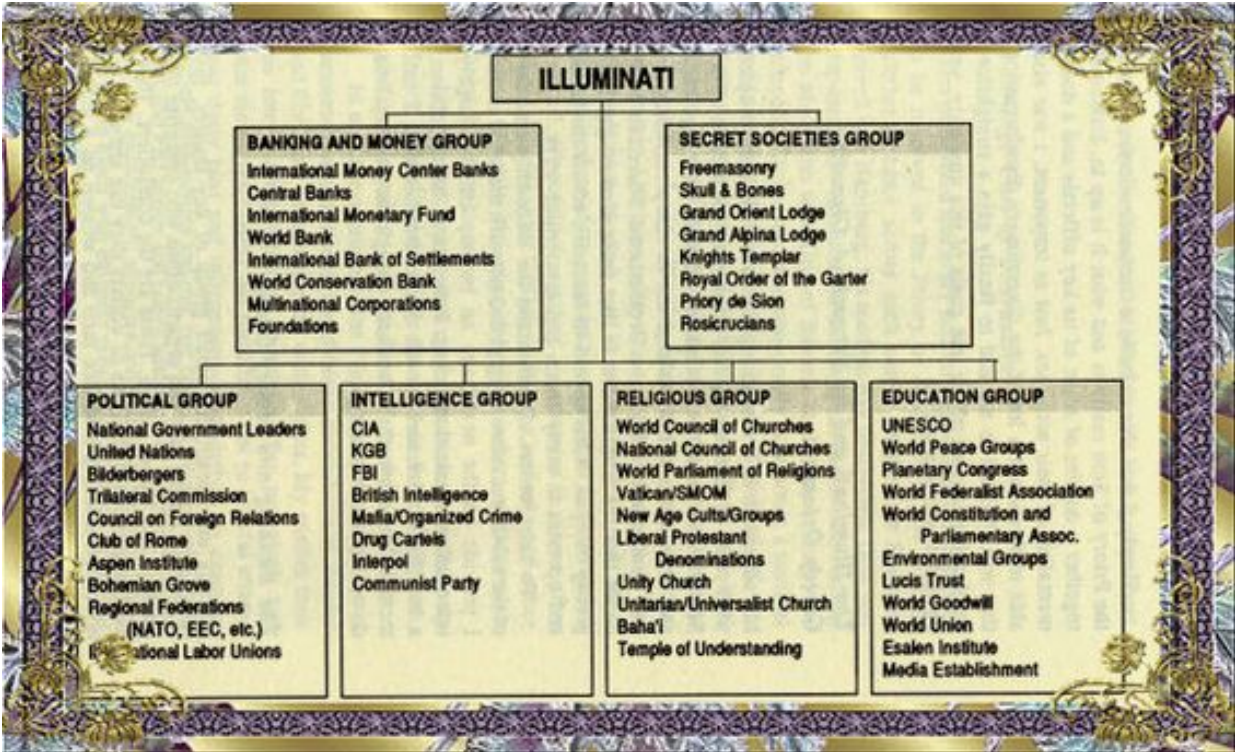 ILLUMINATI
BANKING AND MONEY GROUP
International Money Center Banks
Central Banks
International Monetary Fund
World Bank
International Bank of Settlements
World Conservation Bank
Multinational Corporations
Foundations
SECRET SOCIETIES GROUP
Freemasonry
Skull & Bones
Grand Orient Lodge
Grand Alpina Lodge
Knights Templar
Royal Order of the Garter
Priory de Sion
Rosicrucians
POLITICAL GROUP
National Government Leaders
United Nations
Bilderbergers
Trilateral Commission
Council on Foreign Relations
Club of Rome
Aspen Institute
Bohemian Grove
Regional Federations
(NATO, EEC, etc.)
Labor Unions
INTELLIGENCE GROUP
CIA
KGB
FBI
British Intelligence
Mafia/Organized Crime
Drug Cartels
Interpol
Communist Party
RELIGIOUS GROUP
World Council of Churches
National Council of Churches
World Parliament of Religions
Vatican/SMOM
New Age Cults/Groups
Liberal Protestant
Denominations
Unity Church
Unitarian/Universalist Church
Baha'i
Temple of Understanding
EDUCATION GROUP
UNESCO
World Peace Groups
Planetary Congress
World Federalist Association
World Constitution and
Parliamentary Assoc.
Environmental Groups
Lucis Trust
World Goodwill
World Union
Esalen Institute
Media Establishment